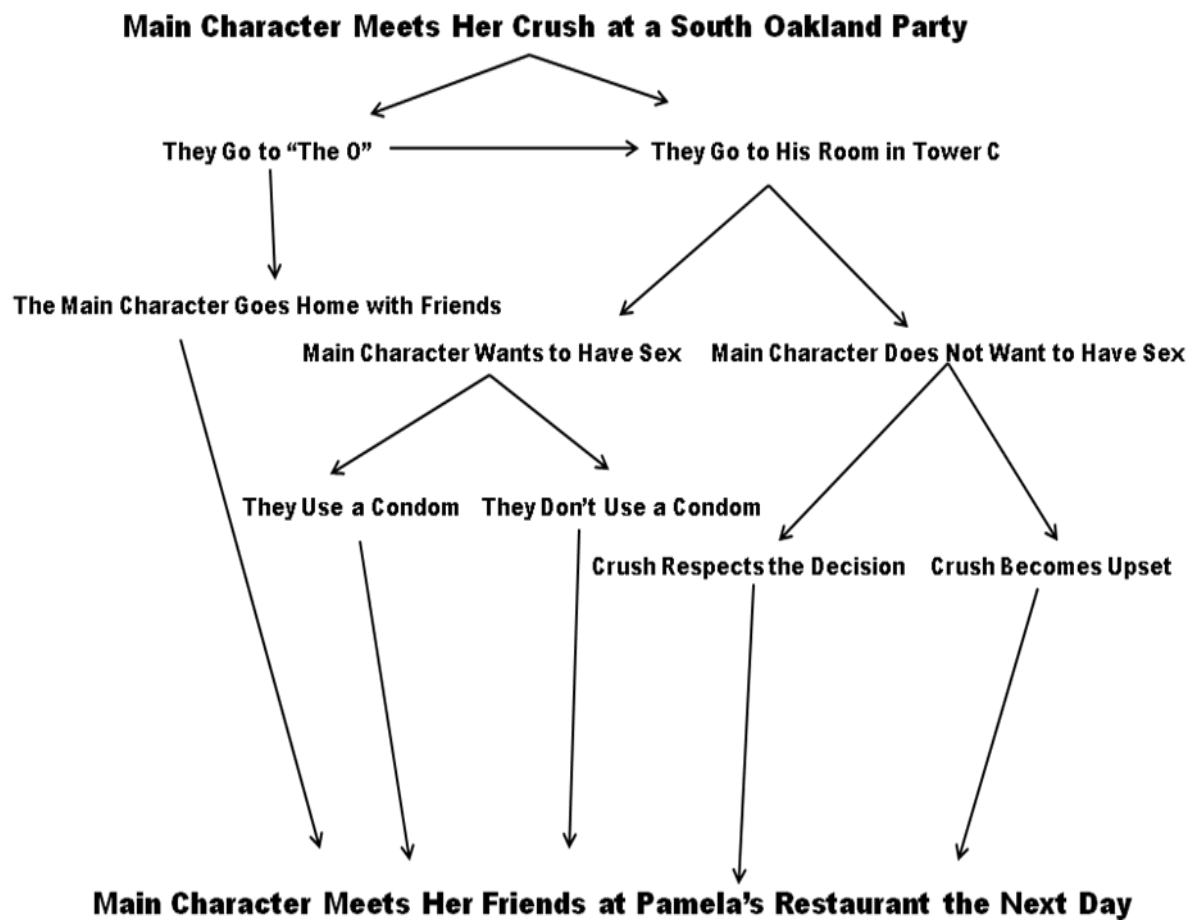 Main Character Meets Her Crush at a South Oakland Party
They Go to “The O”
They Go to His Room in Tower C
The Main Character Goes Home with Friends
Main Character Wants to Have Sex
Main Character Does Not Want to Have Sex
They Use a Condom
They Don’t Use a Condom
Crush Respects the Decision
Crush Becomes Upset
Main Character Meets Her Friends at Pamela’s Restaurant the Next Day